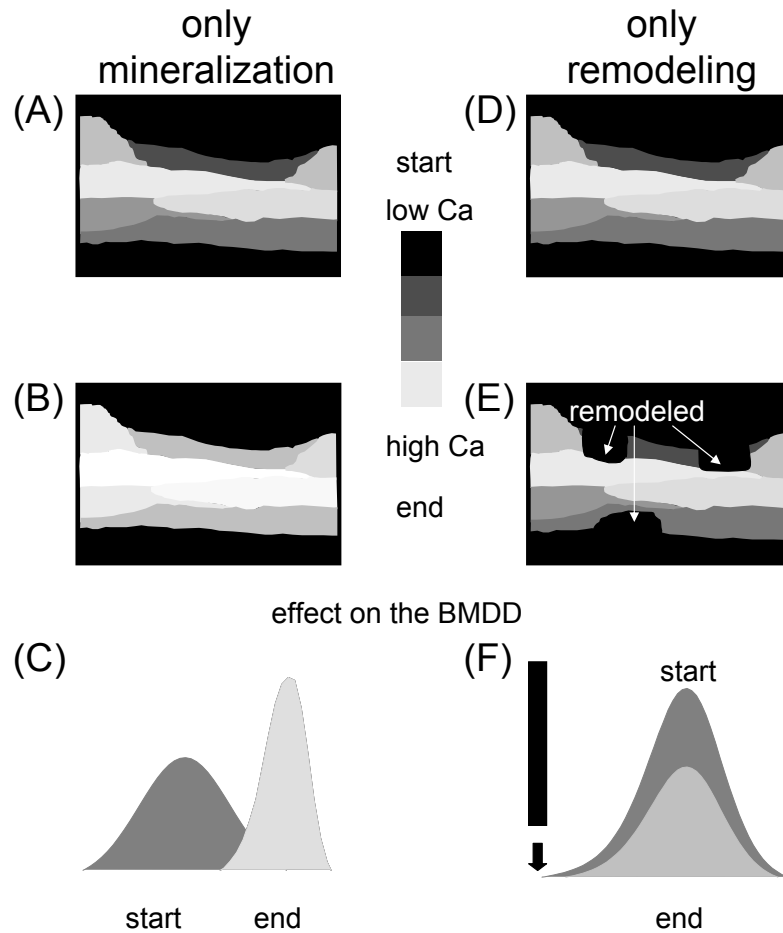 only
mineralization
only
remodeling
(A)
(D)
start
low Ca
(B)
(E)
remodeled
high Ca
end
effect on the BMDD
(C)
(F)
start
start
end
end